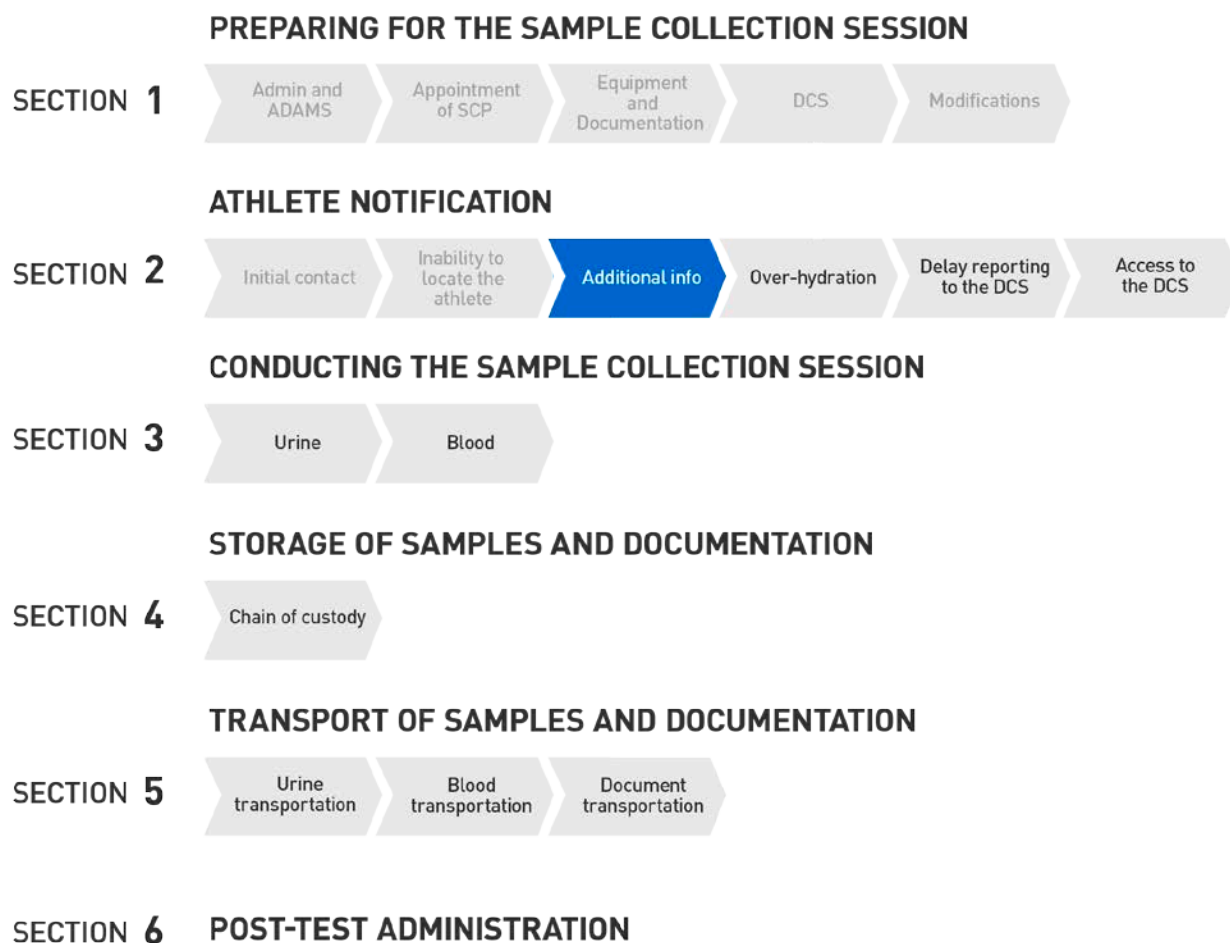 PREPARING FOR THE SAMPLE COLLECTION SESSION
SECTION 1
Admin and
ADAMS
Appointment
of SCP
Equipment
and
Documentation
DCS
Modifications
ATHLETE NOTIFICATION
SECTION 2
Initial contact
Inability to
locate the
athlete
Additional info
Over-hydration
Delay reporting
to the DCS
Access to
the DCS
CONDUCTING THE SAMPLE COLLECTION SESSION
SECTION 3
Urine
Blood
STORAGE OF SAMPLES AND DOCUMENTATION
SECTION 4
Chain of custody
TRANSPORT OF SAMPLES AND DOCUMENTATION
SECTION 5
Urine
transportation
Blood
transportation
Document
transportation
SECTION 6
POST-TEST ADMINISTRATION